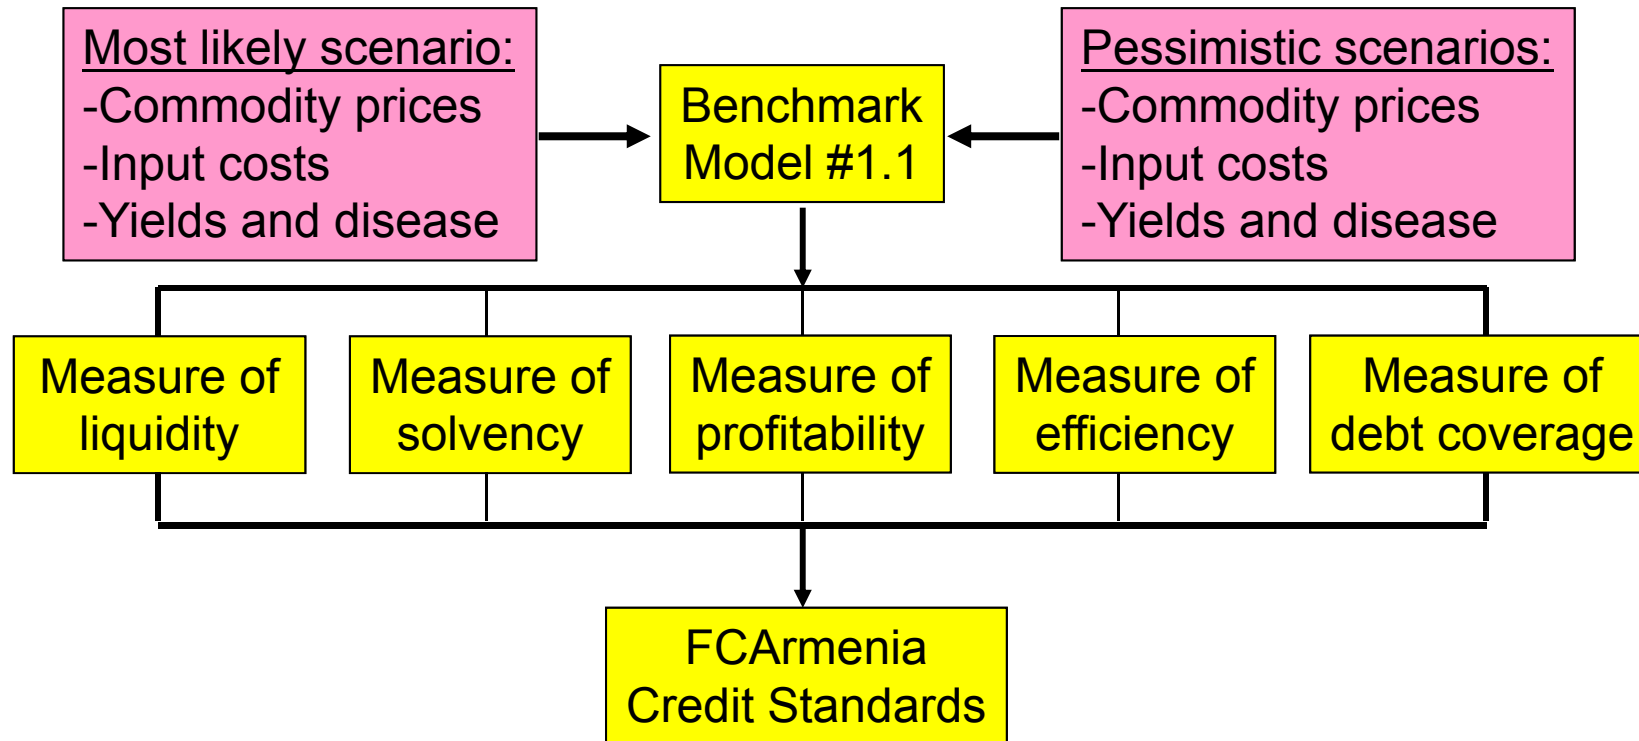 Most likely scenario:
-Commodity prices
-Input costs
-Yields and disease
Benchmark
Model #1.1
Pessimistic scenarios:
-Commodity prices
-Input costs
-Yields and disease
Measure of
liquidity
Measure of
solvency
Measure of
profitability
Measure of
efficiency
Measure of
debt coverage
FCArmenia
Credit Standards